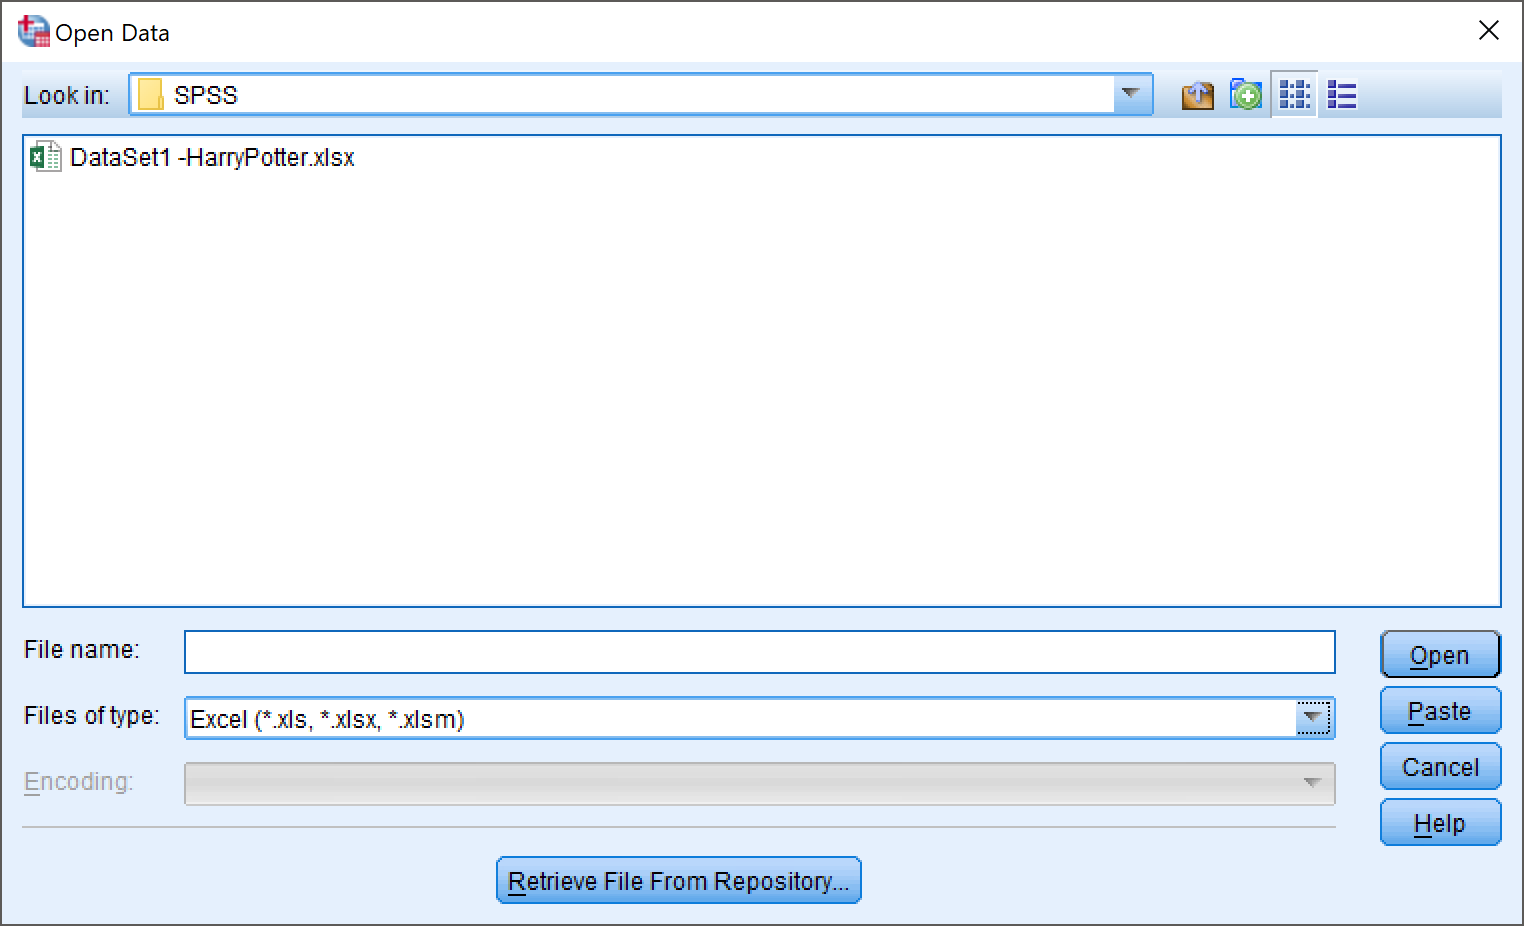 Open Data
Look in: SPSS
DataSet1 -HarryPotter.xlsx
File name:
Open
Files of type: Excel (*.xls, *.xlsx, *.xlsm)
Paste
Encoding:
Cancel
Help
Retrieve File From Repository...